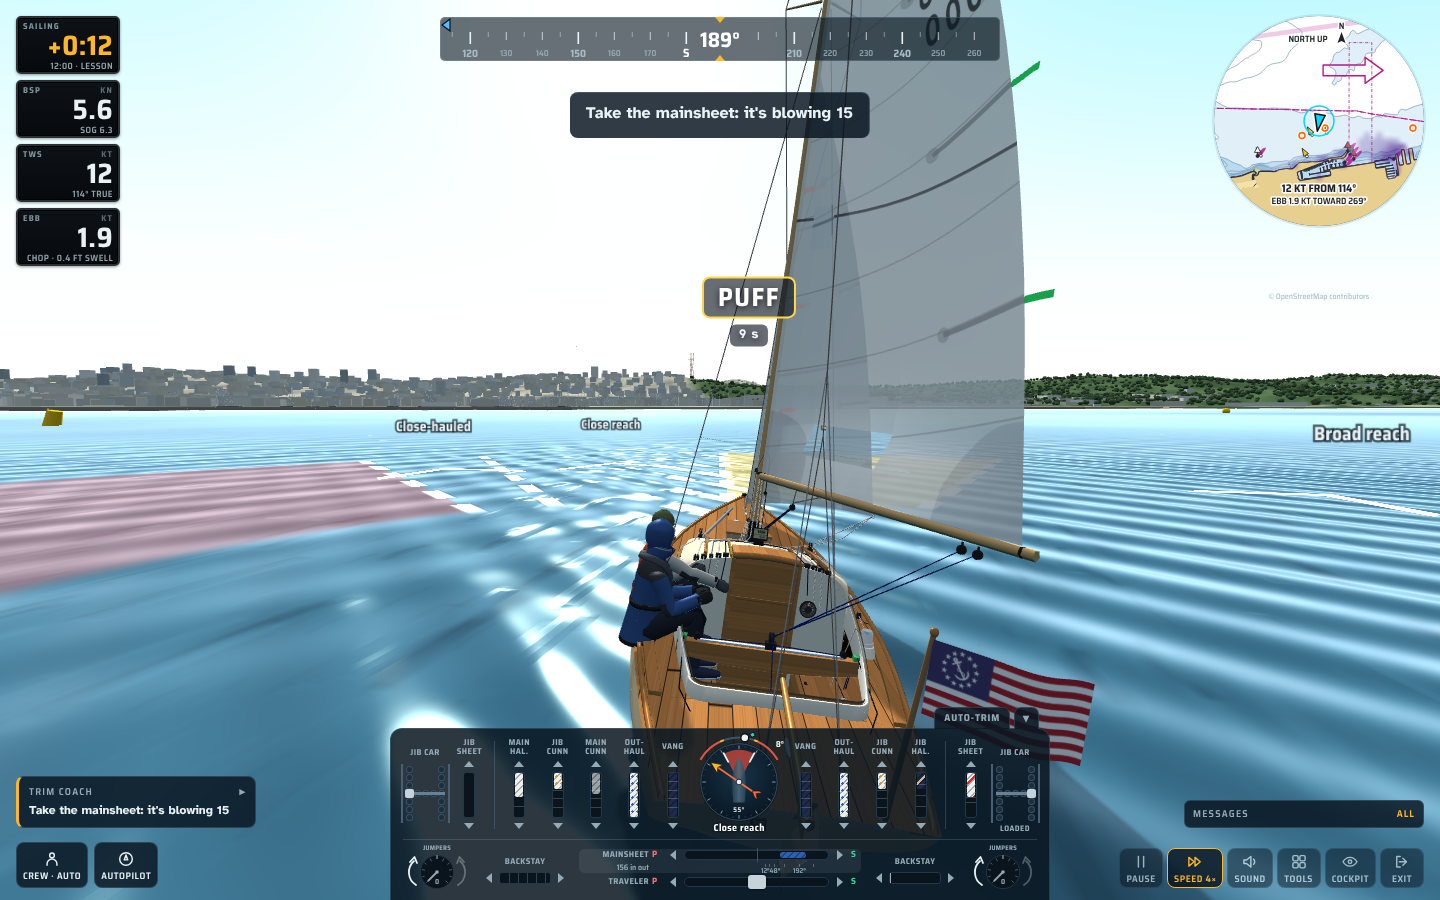 SAILING
+0:12
12:00 · LESSON
BSP KN
5.6
SOG 6.3
TWS KT
12
114° TRUE
EBB KT
1.9
CHOP · 0.4 FT SWELL
120 130 140 150 160 170 S 189° 210 220 230 240 250 260
Take the mainsheet: it's blowing 15
NORTH UP
N
12 KT FROM 114°
EBB 1.9 KT TOWARD 269°
© OpenStreetMap contributors
PUFF
9 s
Close-hauled
Close reach
Broad reach
AUTO-TRIM
JIB CAR
JIB SHEET
MAIN HAL.
JIB CUNN
MAIN CUNN
OUT-HAUL
VANG
8°
55°
Close reach
VANG
OUT-HAUL
JIB CUNN
JIB HAL.
JIB SHEET
JIB CAR
LOADED
JUMPERS
0
BACKSTAY
MAINSHEET P S
156 in out
12°48" 192"
TRAVELER P S
BACKSTAY
JUMPERS
0
TRIM COACH
Take the mainsheet: it's blowing 15
CREW · AUTO
AUTOPILOT
MESSAGES ALL
PAUSE
SPEED 4×
SOUND
TOOLS
COCKPIT
EXIT